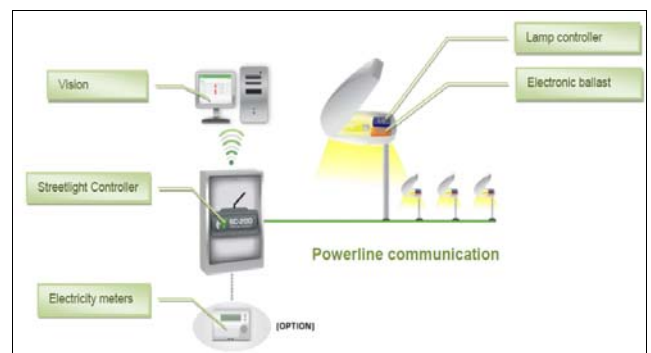 Lamp controller
Electronic ballast
Vision
Streetlight Controller
SC-200
Powerline communication
Electricity meters
(OPTION)